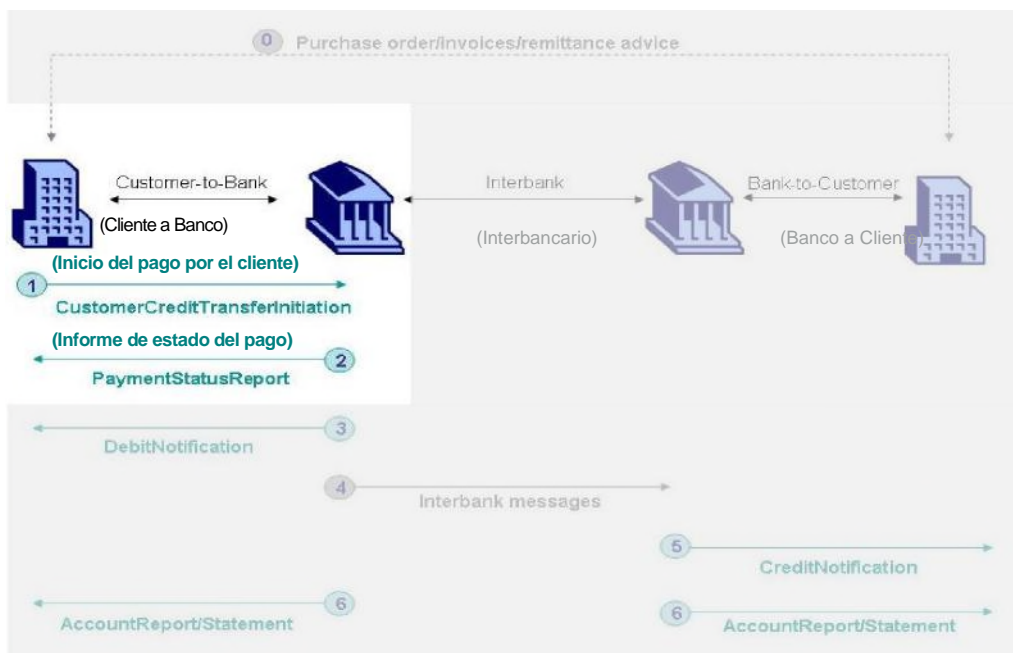 0 Purchase order/invoices/remittance advice
Customer-to-Bank
Interbank
Bank-to-Customer
(Cliente a Banco)
(Interbancario)
(Banco a Cliente)
(Inicio del pago por el cliente)
1
CustomerCreditTransferInitiation
(Informe de estado del pago)
2
PaymentStatusReport
3
DebitNotification
4
Interbank messages
5
CreditNotification
6
AccountReport/Statement
6
AccountReport/Statement